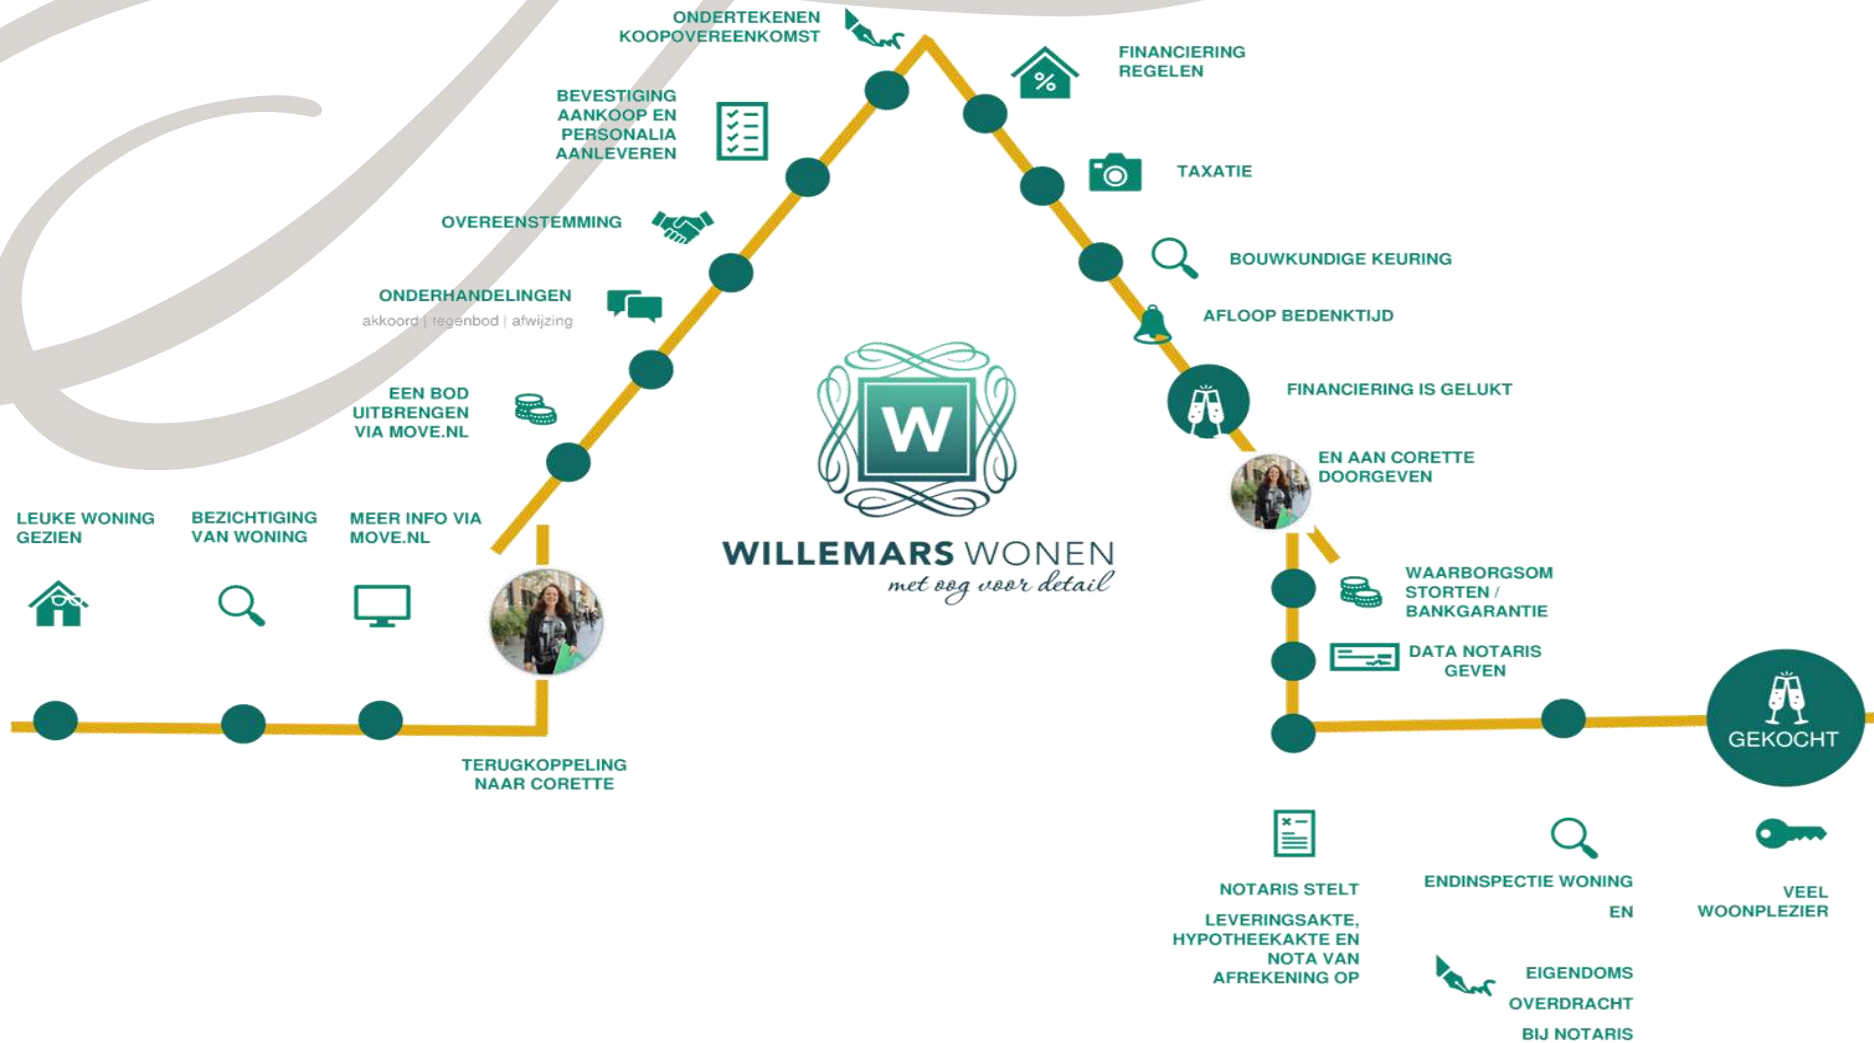 LEUKE WONING
GEZIEN
BEZICHTIGING
VAN WONING
MEER INFO VIA
MOVE.NL
TERUGKOPPELING
NAAR CORETTE
EEN BOD
UITBRENGEN
VIA MOVE.NL
ONDERHANDELINGEN
akkoord | tegenbod | afwijzing
OVEREENSTEMMING
BEVESTIGING
AANKOOP EN
PERSONALIA
AANLEVEREN
ONDERTEKENEN
KOOPOVEREENKOMST
%
FINANCIERING
REGELEN
TAXATIE
BOUWKUNDIGE KEURING
AFLOOP BEDENKTIJD
FINANCIERING IS GELUKT
EN AAN CORETTE
DOORGEVEN
W
WILLEMARS WONEN
met oog voor detail
WAARBORGSOM
STORTEN /
BANKGARANTIE
DATA NOTARIS
GEVEN
NOTARIS STELT
LEVERINGSAKTE,
HYPOTHEEKAKTE EN
NOTA VAN
AFREKENING OP
ENDINSPECTIE WONING
EN
EIGENDOMS
OVERDRACHT
BIJ NOTARIS
GEKOCHT
VEEL
WOONPLEZIER